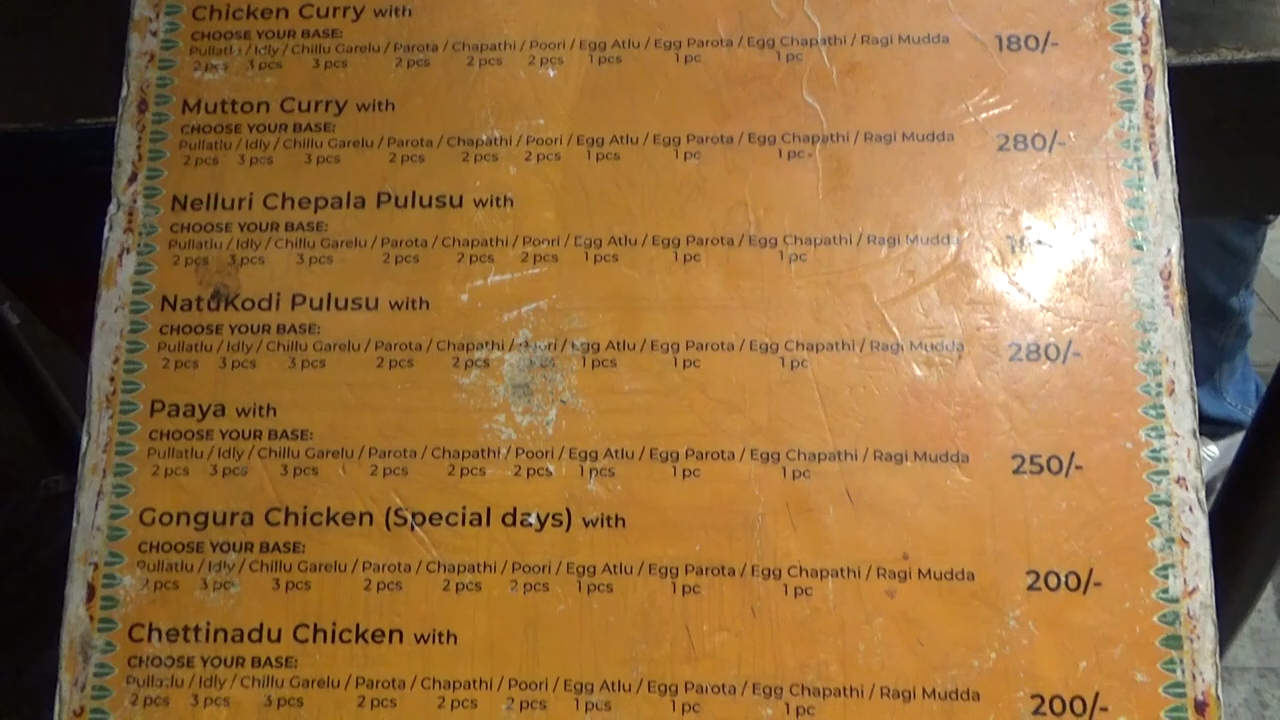 Chicken Curry with
CHOOSE YOUR BASE:
Pullatlu / Idly / Chillu Garelu / Parota / Chapathi / Poori / Egg Atlu / Egg Parota / Egg Chapathi / Ragi Mudda 180/-
2 pcs 3 pcs 3 pcs 2 pcs 2 pcs 2 pcs 1 pcs 1 pc 1 pc
Mutton Curry with
CHOOSE YOUR BASE:
Pullatlu / Idly / Chillu Garelu / Parota / Chapathi / Poori / Egg Atlu / Egg Parota / Egg Chapathi / Ragi Mudda 280/-
2 pcs 3 pcs 3 pcs 2 pcs 2 pcs 2 pcs 1 pcs 1 pc 1 pc
Nelluri Chepala Pulusu with
CHOOSE YOUR BASE:
Pullatlu / Idly / Chillu Garelu / Parota / Chapathi / Poori / Egg Atlu / Egg Parota / Egg Chapathi / Ragi Mudda
2 pcs 3 pcs 3 pcs 2 pcs 2 pcs 2 pcs 1 pcs 1 pc 1 pc
NatuKodi Pulusu with
CHOOSE YOUR BASE:
Pullatlu / Idly / Chillu Garelu / Parota / Chapathi / Poori / Egg Atlu / Egg Parota / Egg Chapathi / Ragi Mudda 280/-
2 pcs 3 pcs 3 pcs 2 pcs 2 pcs 1 pcs 1 pc 1 pc
Paaya with
CHOOSE YOUR BASE:
Pullatlu / Idly / Chillu Garelu / Parota / Chapathi / Poori / Egg Atlu / Egg Parota / Egg Chapathi / Ragi Mudda 250/-
2 pcs 3 pcs 3 pcs 2 pcs 2 pcs 2 pcs 1 pcs 1 pc 1 pc
Gongura Chicken (Special days) with
CHOOSE YOUR BASE:
Pullatlu / Idly / Chillu Garelu / Parota / Chapathi / Poori / Egg Atlu / Egg Parota / Egg Chapathi / Ragi Mudda 200/-
2 pcs 3 pcs 3 pcs 2 pcs 2 pcs 2 pcs 1 pcs 1 pc 1 pc
Chettinadu Chicken with
CHOOSE YOUR BASE:
Pullatlu / Idly / Chillu Garelu / Parota / Chapathi / Poori / Egg Atlu / Egg Parota / Egg Chapathi / Ragi Mudda 200/-
2 pcs 3 pcs 3 pcs 2 pcs 2 pcs 2 pcs 1 pcs 1 pc 1 pc